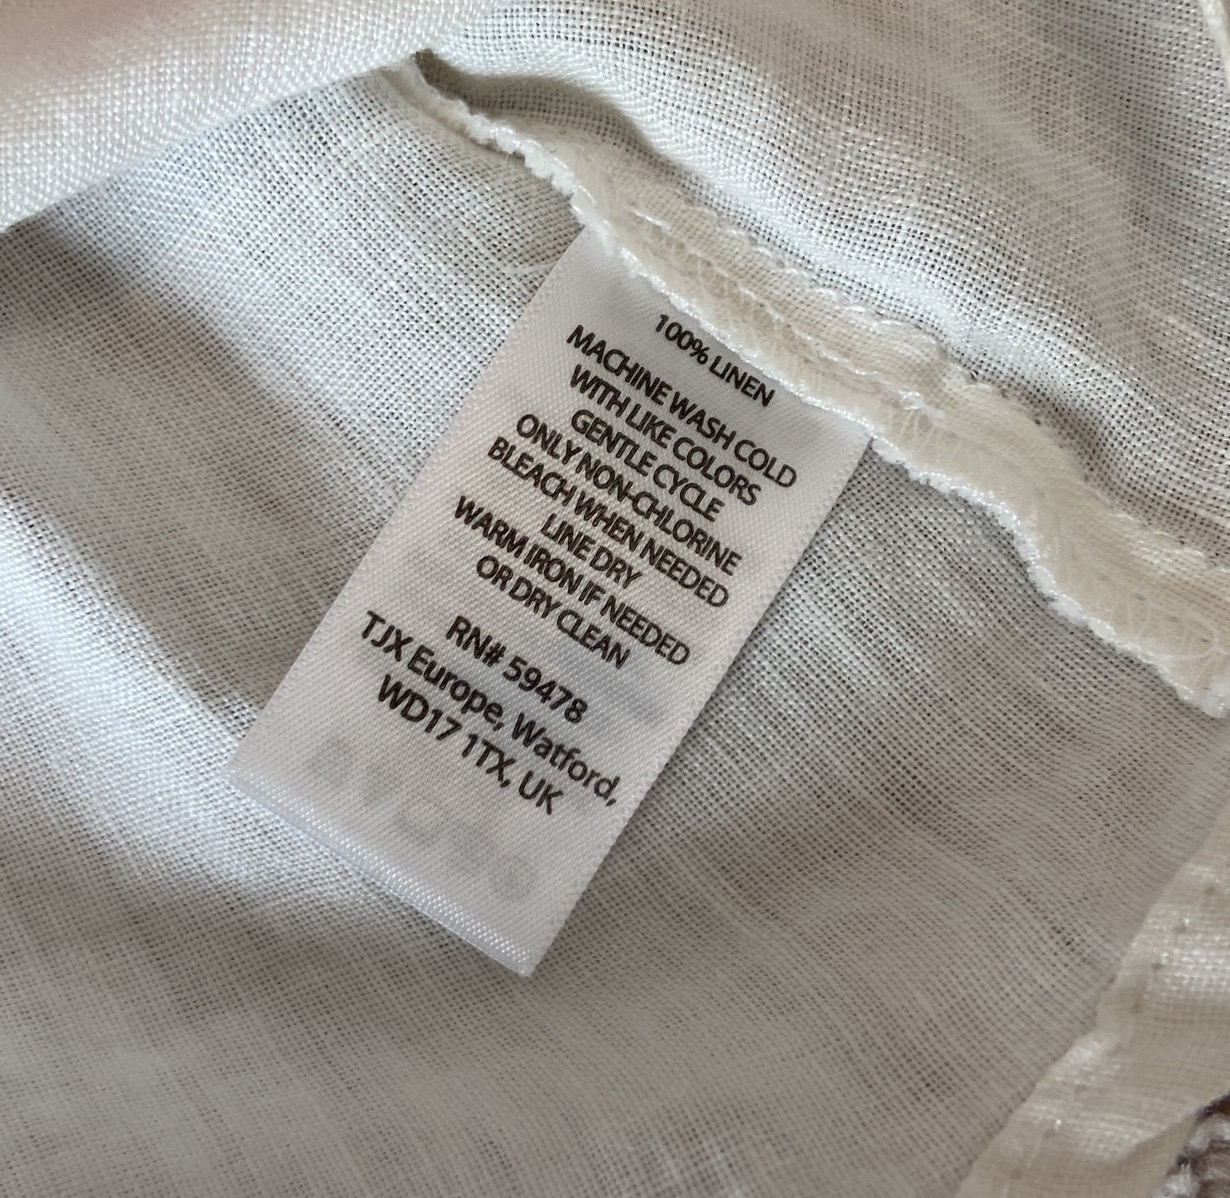 100% LINEN
MACHINE WASH COLD
WITH LIKE COLORS
GENTLE CYCLE
ONLY NON-CHLORINE
BLEACH WHEN NEEDED
LINE DRY
WARM IRON IF NEEDED
OR DRY CLEAN
RN# 59478
TJX Europe, Watford,
WD17 1TX, UK